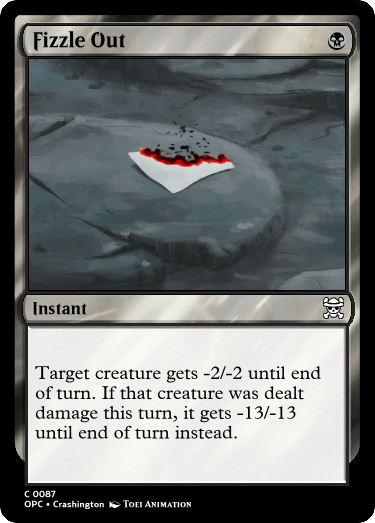 Fizzle Out
Instant
Target creature gets -2/-2 until end
of turn. If that creature was dealt
damage this turn, it gets -13/-13
until end of turn instead.
C 0087
OPC • Crashington Toei Animation